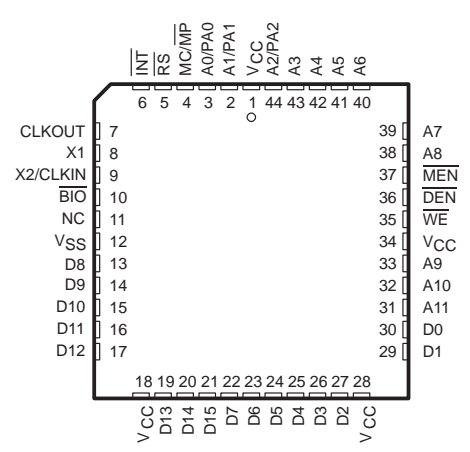 INT
RS
MC/MP
A0/PA0
A1/PA1
VCC
A2/PA2
A3
A4
A5
A6
6 5 4 3 2 1 44 43 42 41 40
CLKOUT 7
X1 8
X2/CLKIN 9
BIO 10
NC 11
VSS 12
D8 13
D9 14
D10 15
D11 16
D12 17
39 A7
38 A8
37 MEN
36 DEN
35 WE
34 VCC
33 A9
32 A10
31 A11
30 D0
29 D1
18 19 20 21 22 23 24 25 26 27 28
VCC
D13
D14
D15
D7
D6
D5
D4
D3
D2
VCC